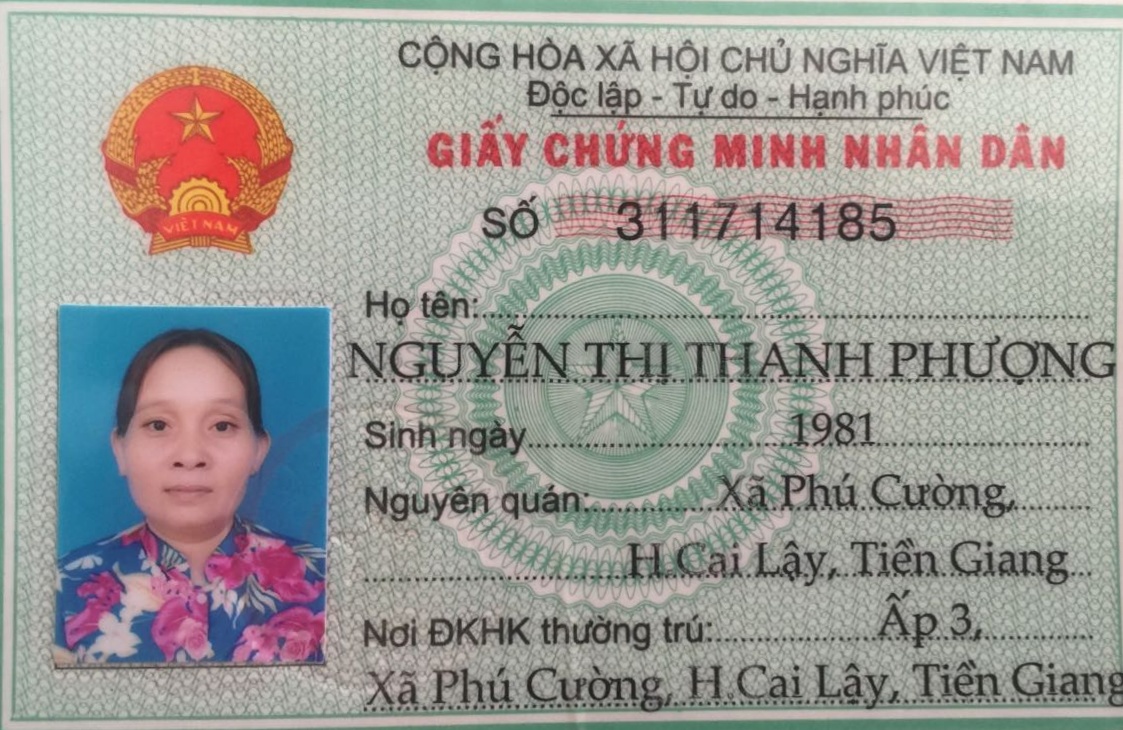 CỘNG HÒA XÃ HỘI CHỦ NGHĨA VIỆT NAM
Độc lập - Tự do - Hạnh phúc
GIẤY CHỨNG MINH NHÂN DÂN
VIỆT NAM
SỐ 311714185
Họ tên:
NGUYỄN THỊ THANH PHƯỢNG
Sinh ngày 1981
Nguyên quán: Xã Phú Cường,
H.Cai Lậy, Tiền Giang
Nơi ĐKHK thường trú: Ấp 3,
Xã Phú Cường, H.Cai Lậy, Tiền Giang